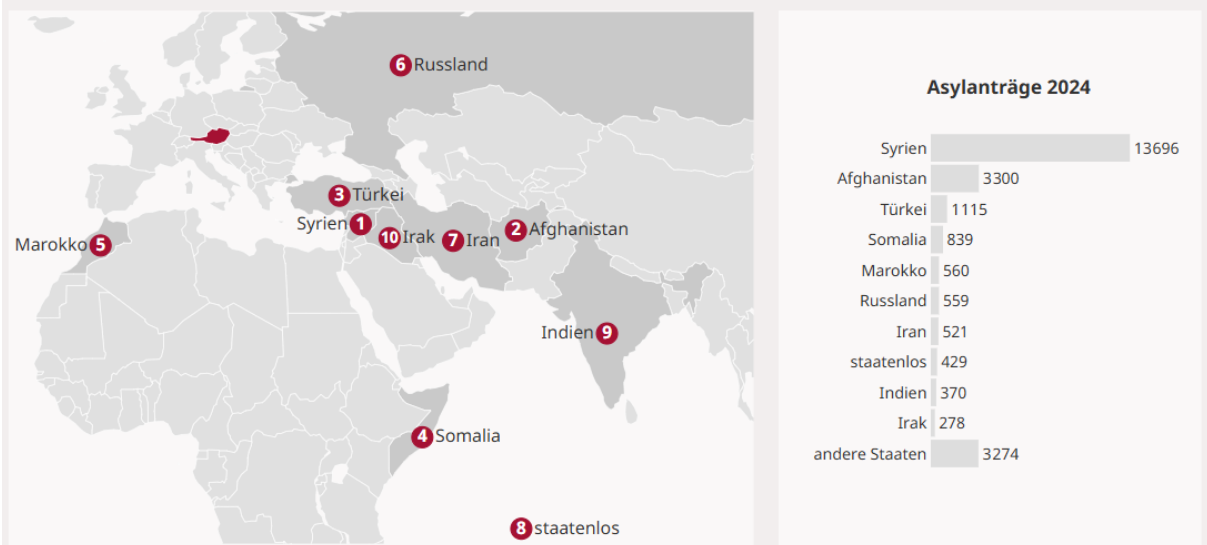 6 Russland
3 Türkei
Syrien 1
2 Afghanistan
10 Irak
7 Iran
Marokko 5
Indien 9
4 Somalia
8 staatenlos
Asylanträge 2024
Syrien 13696
Afghanistan 3300
Türkei 1115
Somalia 839
Marokko 560
Russland 559
Iran 521
staatenlos 429
Indien 370
Irak 278
andere Staaten 3274